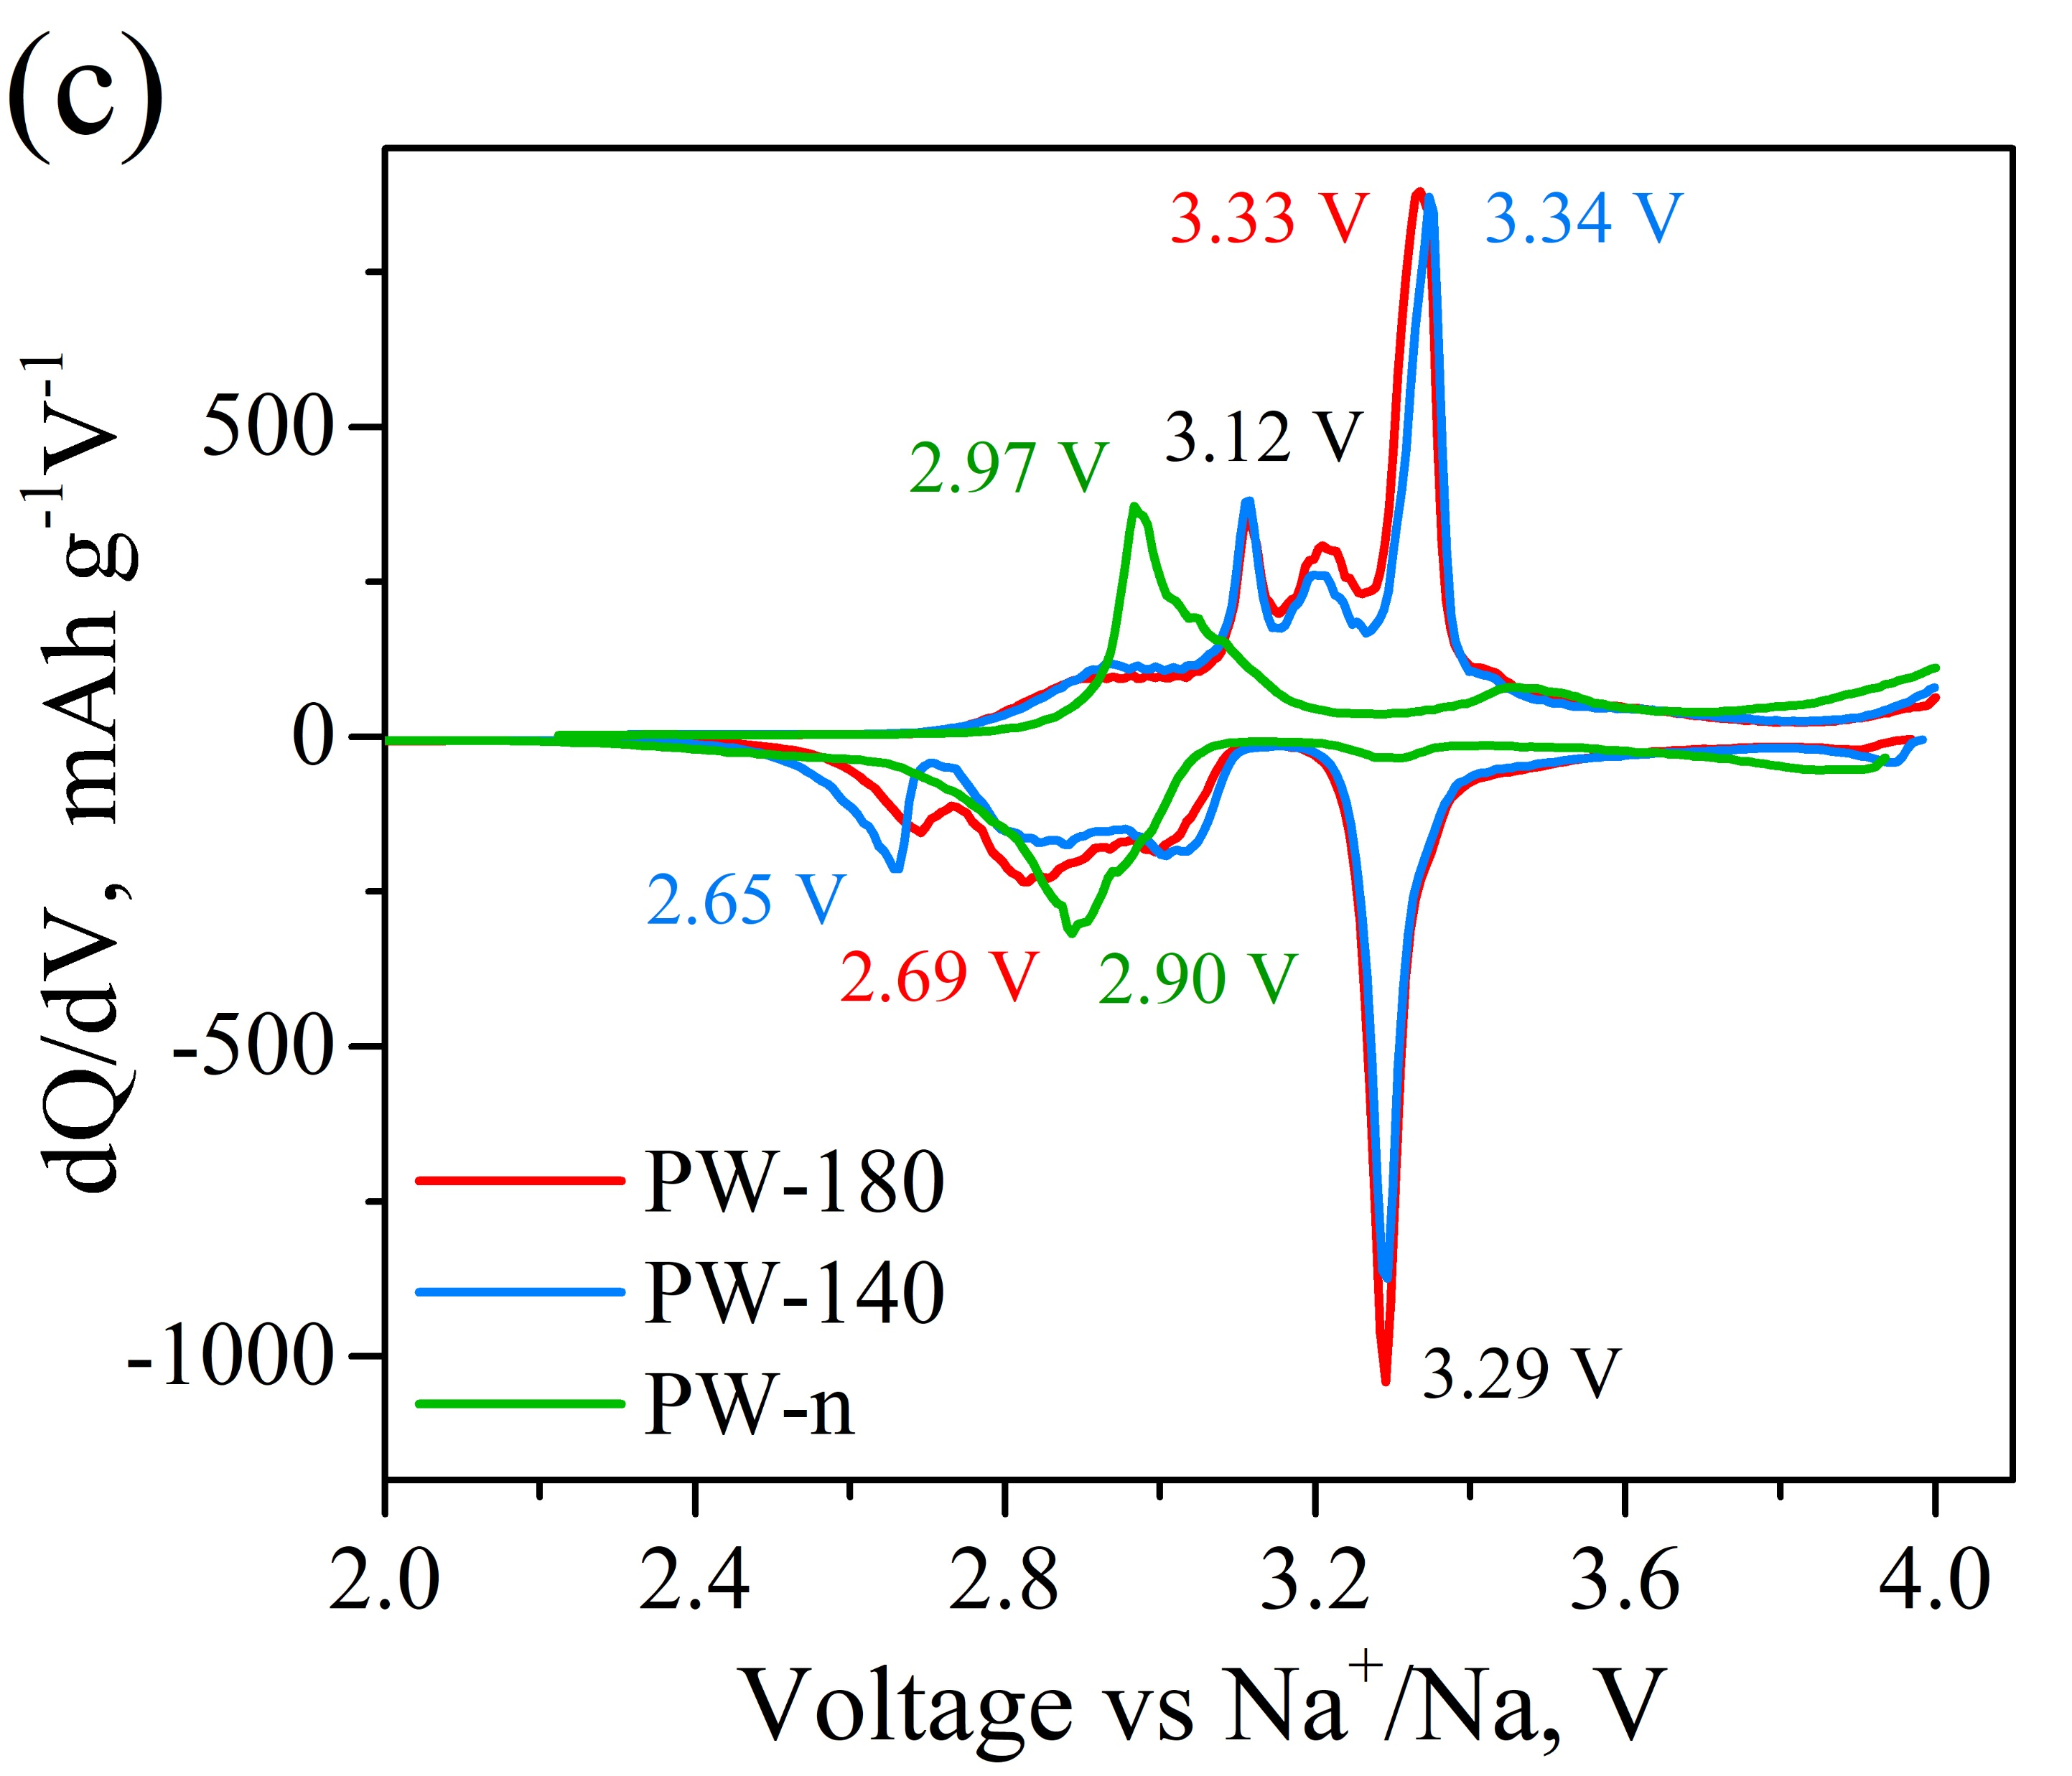 (c)
3.33 V
3.34 V
500
2.97 V
3.12 V
dQ/dV, mAh g⁻¹V⁻¹
0
2.65 V
2.69 V
2.90 V
-500
PW-180
PW-140
-1000
3.29 V
PW-n
2.0 2.4 2.8 3.2 3.6 4.0
Voltage vs Na⁺/Na, V